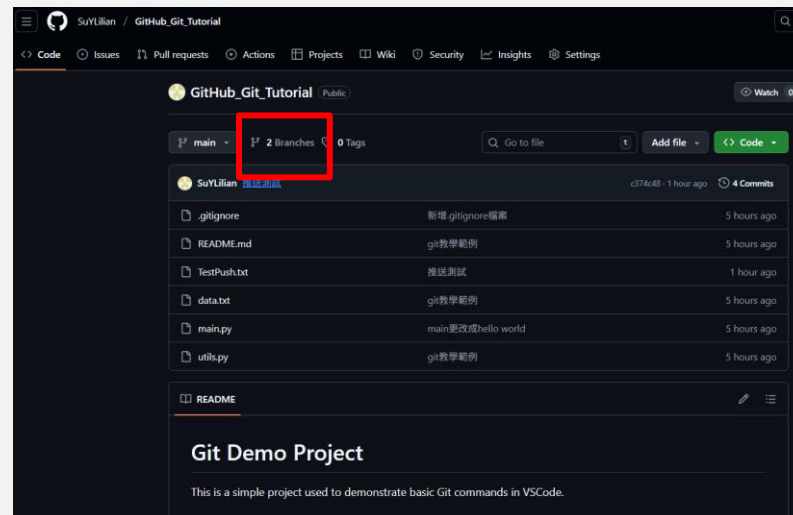 SuYLilian / GitHub_Git_Tutorial
Code Issues Pull requests Actions Projects Wiki Security Insights Settings
GitHub_Git_Tutorial Public Watch 0
main 2 Branches 0 Tags Go to file t Add file Code
SuYLilian 推送測試 c374c48 · 1 hour ago 4 Commits
.gitignore 新增.gitignore檔案 5 hours ago
README.md git教學範例 5 hours ago
TestPush.txt 推送測試 1 hour ago
data.txt git教學範例 5 hours ago
main.py main更改成hello world 5 hours ago
utils.py git教學範例 5 hours ago
README
Git Demo Project
This is a simple project used to demonstrate basic Git commands in VSCode.